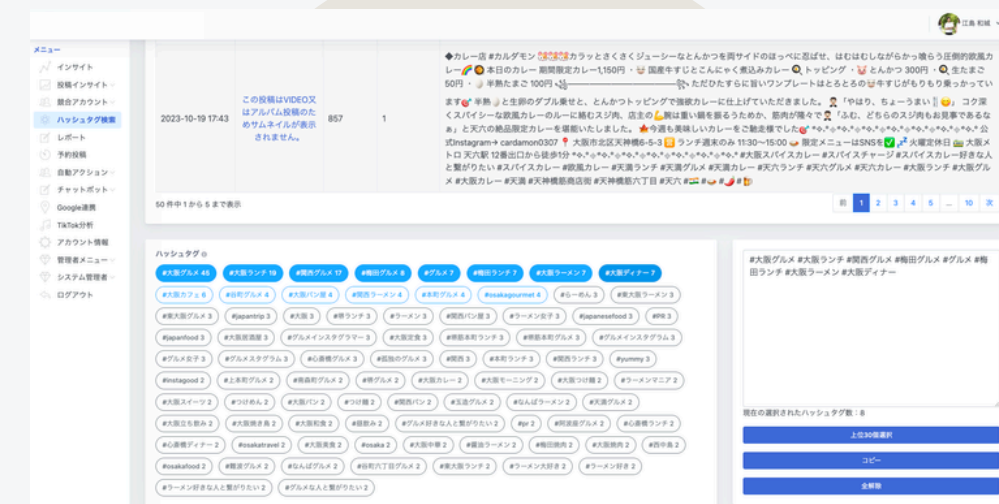 江島 和城
メニュー
インサイト
投稿インサイト
競合アカウント
ハッシュタグ検索
レポート
予約投稿
自動アクション
チャットボット
Google連携
TikTok分析
アカウント情報
管理者メニュー
システム管理者
ログアウト
2023-10-19 17:43
この投稿はVIDEO又
はアルバム投稿のた
めサムネイルが表示
されません。
857
1
◆カレー店 #カルダモン カラッとさくさくジューシーなとんかつを両サイドのほっぺに忍ばせ、はむはむしながらかっ喰らう圧倒的欧風カ
レー 本日のカレー 期間限定カレー1,150円・国産牛すじとこんにゃく煮込みカレー トッピング・とんかつ 300円・生たまご
50円・半熟たまご 100円 ただひたすらに旨いワンプレートはとろとろの牛すじがもりもり乗っかってい
ます 半熟と生卵のダブル乗せと、とんかつトッピングで強欲カレーに仕上げていただきました。「やはり、ちょーうまい」 コク深
くスパイシーな欧風カレーのルーに絡むスジ肉、店主の腕は重い鍋を振るうためか、筋肉が隆々で「ふむ、どちらのスジ肉もお見事であるな
ぁ」と天六の絶品限定カレーを堪能いたしました。今週も美味しいカレーをご馳走様でした 公
式Instagram→ cardamon0307 大阪市北区天神橋6-5-3 ランチ週末のみ 11:30〜15:00 限定メニューはSNSを 火曜定休日 大阪メ
トロ 天六駅 12番出口から徒歩1分 #大阪スパイスカレー #スパイスチャージ #スパイスカレー好きな人
と繋がりたい #スパイスカレー #欧風カレー #天満ランチ #天満グルメ #天満カレー #天六ランチ #天六グルメ #天六カレー #大阪ランチ #大阪グル
メ #大阪カレー #天満 #天神橋筋商店街 #天神橋筋六丁目 #天六 #
50 件中 1 から 5 まで表示
前 1 2 3 4 5 ... 10 次
ハッシュタグ
#大阪グルメ 45 #大阪ランチ 19 #関西グルメ 17 #梅田グルメ 8 #グルメ 7 #梅田ランチ 7 #大阪ラーメン 7 #大阪ディナー 7
#大阪カフェ 6 #谷町グルメ 4 #大阪パン屋 4 #関西ラーメン 4 #本町グルメ 4 #osakagourmet 4 #らーめん 3 #東大阪ラーメン 3
#東大阪グルメ 3 #japantrip 3 #大阪 3 #堺ランチ 3 #ラーメン 3 #関西パン屋 3 #ラーメン女子 3 #japanesefood 3 #PR 3
#japanfood 3 #大阪居酒屋 3 #グルメインスタグラマー 3 #大阪定食 3 #堺筋本町ランチ 3 #堺筋本町グルメ 3 #グルメインスタグラム 3
#グルメ女子 3 #グルメスタグラム 3 #心斎橋グルメ 3 #孤独のグルメ 3 #関西 3 #本町ランチ 3 #関西ランチ 3 #yummy 3
#instagood 2 #上本町グルメ 2 #南森町グルメ 2 #堺グルメ 2 #大阪カレー 2 #大阪モーニング 2 #大阪つけ麺 2 #ラーメンマニア 2
#大阪スイーツ 2 #つけめん 2 #大阪パン 2 #つけ麺 2 #関西パン 2 #玉造グルメ 2 #なんばラーメン 2 #天満グルメ 2
#大阪立ち飲み 2 #大阪焼き鳥 2 #大阪和食 2 #昼飲み 2 #グルメ好きな人と繋がりたい 2 #pr 2 #阿波座グルメ 2 #心斎橋ランチ 2
#心斎橋ディナー 2 #osakatravel 2 #大阪美食 2 #osaka 2 #大阪中華 2 #醤油ラーメン 2 #梅田焼肉 2 #大阪焼肉 2 #西中島 2
#osakafood 2 #難波グルメ 2 #なんばグルメ 2 #谷町六丁目グルメ 2 #東大阪ランチ 2 #ラーメン大好き 2 #ラーメン好き 2
#ラーメン好きな人と繋がりたい 2 #グルメな人と繋がりたい 2
#大阪グルメ #大阪ランチ #関西グルメ #梅田グルメ #グルメ #梅
田ランチ #大阪ラーメン #大阪ディナー
現在の選択されたハッシュタグ数：8
上位30個選択
コピー
全解除